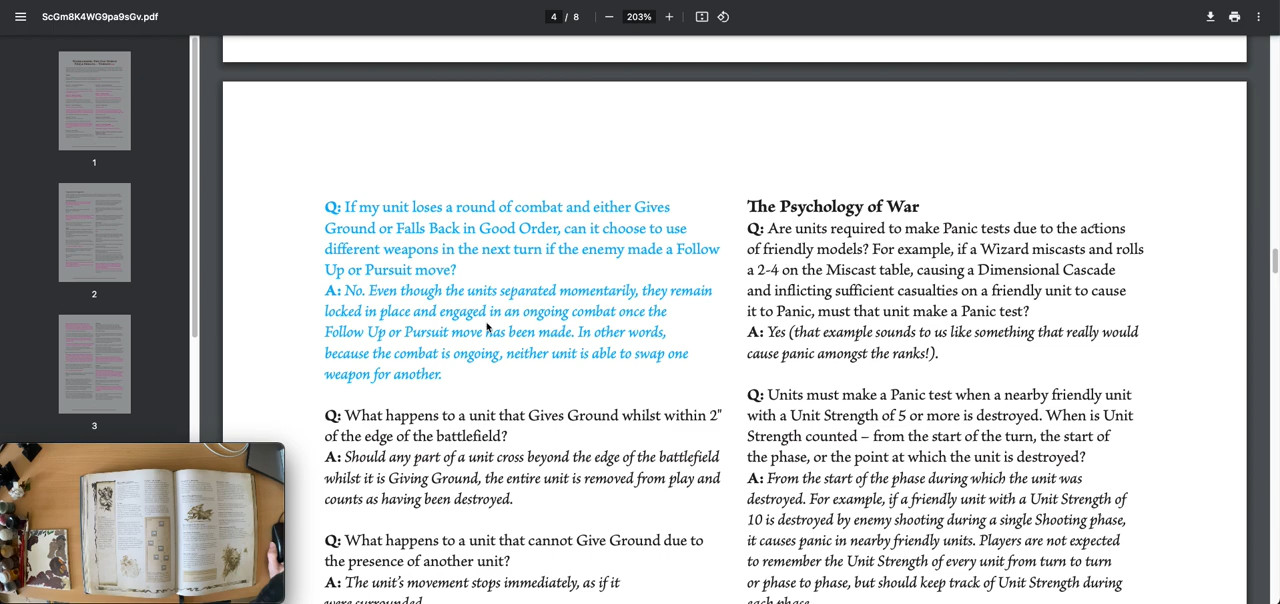 ScGm8K4WG9pa9sGv.pdf
4 / 8
203%
1
2
3
Q: If my unit loses a round of combat and either Gives
Ground or Falls Back in Good Order, can it choose to use
different weapons in the next turn if the enemy made a Follow
Up or Pursuit move?
A: No. Even though the units separated momentarily, they remain
locked in place and engaged in an ongoing combat once the
Follow Up or Pursuit move has been made. In other words,
because the combat is ongoing, neither unit is able to swap one
weapon for another.
Q: What happens to a unit that Gives Ground whilst within 2"
of the edge of the battlefield?
A: Should any part of a unit cross beyond the edge of the battlefield
whilst it is Giving Ground, the entire unit is removed from play and
counts as having been destroyed.
Q: What happens to a unit that cannot Give Ground due to
the presence of another unit?
A: The unit's movement stops immediately, as if it
were surrounded.
The Psychology of War
Q: Are units required to make Panic tests due to the actions
of friendly models? For example, if a Wizard miscasts and rolls
a 2-4 on the Miscast table, causing a Dimensional Cascade
and inflicting sufficient casualties on a friendly unit to cause
it to Panic, must that unit make a Panic test?
A: Yes (that example sounds to us like something that really would
cause panic amongst the ranks!).
Q: Units must make a Panic test when a nearby friendly unit
with a Unit Strength of 5 or more is destroyed. When is Unit
Strength counted – from the start of the turn, the start of
the phase, or the point at which the unit is destroyed?
A: From the start of the phase during which the unit was
destroyed. For example, if a friendly unit with a Unit Strength of
10 is destroyed by enemy shooting during a single Shooting phase,
it causes panic in nearby friendly units. Players are not expected
to remember the Unit Strength of every unit from turn to turn
or phase to phase, but should keep track of Unit Strength during
each phase.